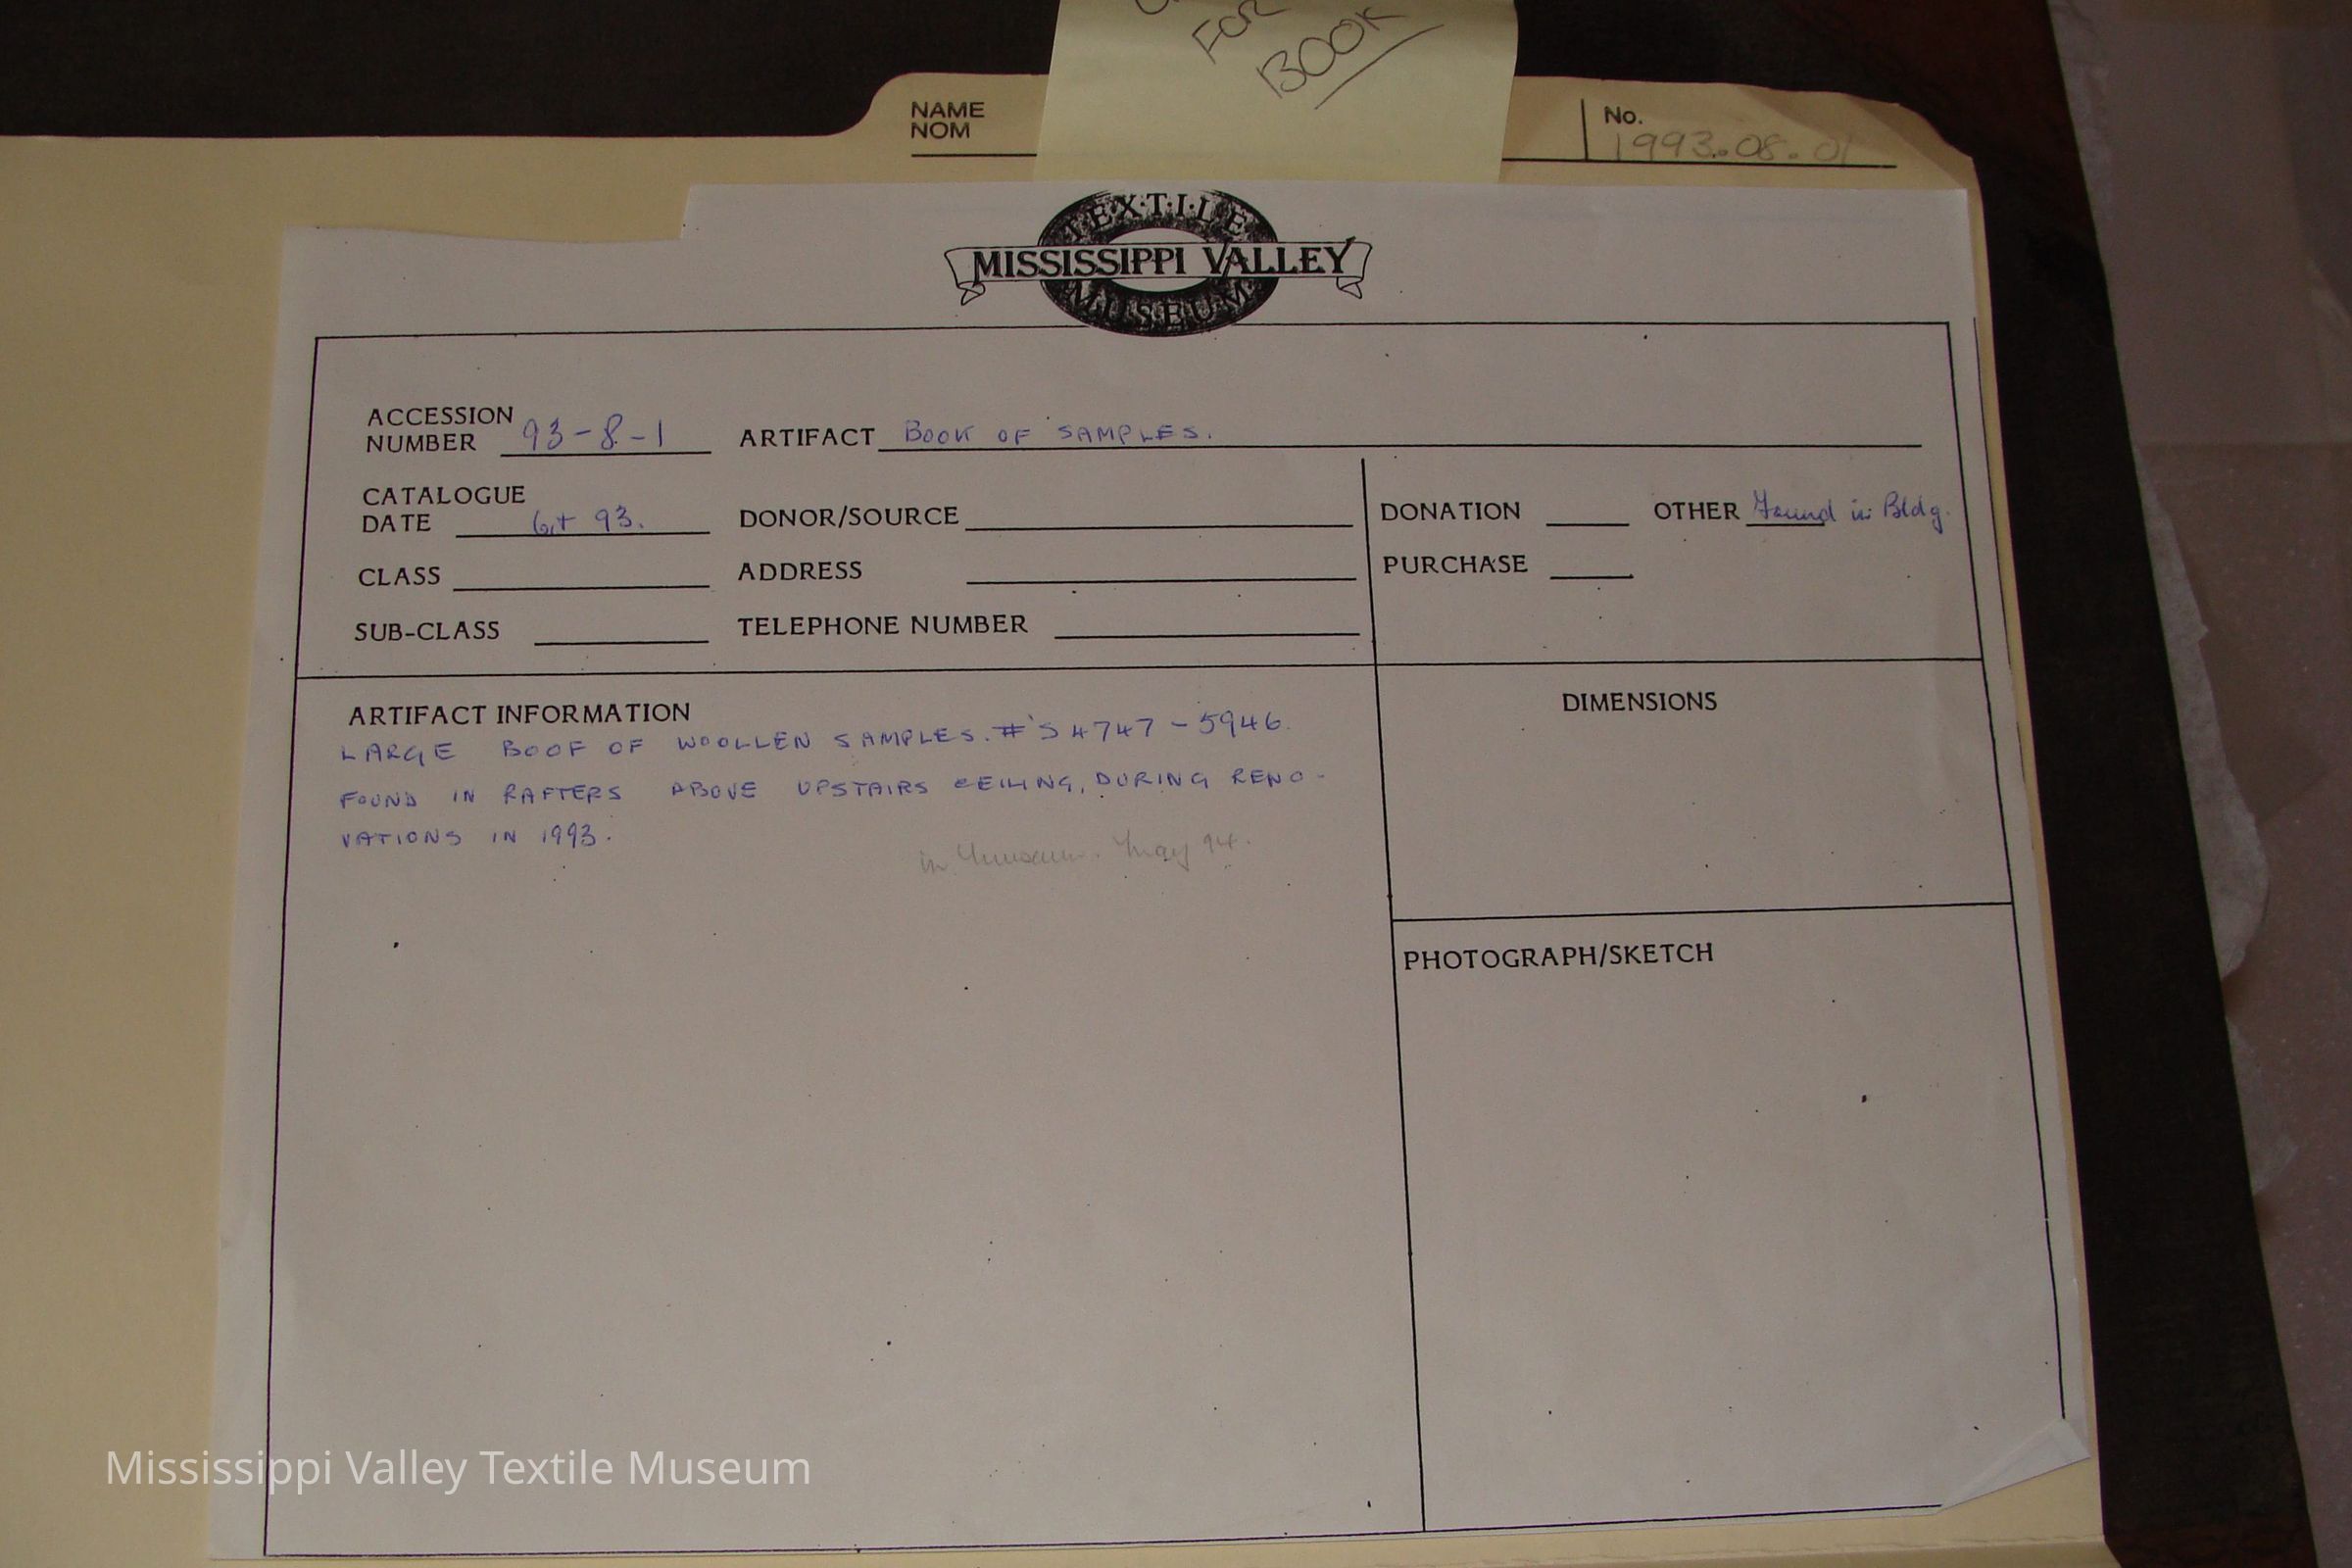 FOR
BOOK
NAME
NOM
No.
1993.08.01
TEXTILE
MISSISSIPPI VALLEY
MUSEUM
ACCESSION
NUMBER 93-8-1 ARTIFACT BOOK OF SAMPLES.
CATALOGUE
DATE 93. DONOR/SOURCE DONATION OTHER Found in Bldg.
CLASS ADDRESS PURCHASE
SUB-CLASS TELEPHONE NUMBER
ARTIFACT INFORMATION DIMENSIONS
LARGE BOOF OF WOOLLEN SAMPLES. #'S 4747 - 5946.
FOUND IN RAFTERS ABOVE UPSTAIRS CEILING, DURING RENO-
VATIONS IN 1993.
in May 94.
PHOTOGRAPH/SKETCH
Mississippi Valley Textile Museum